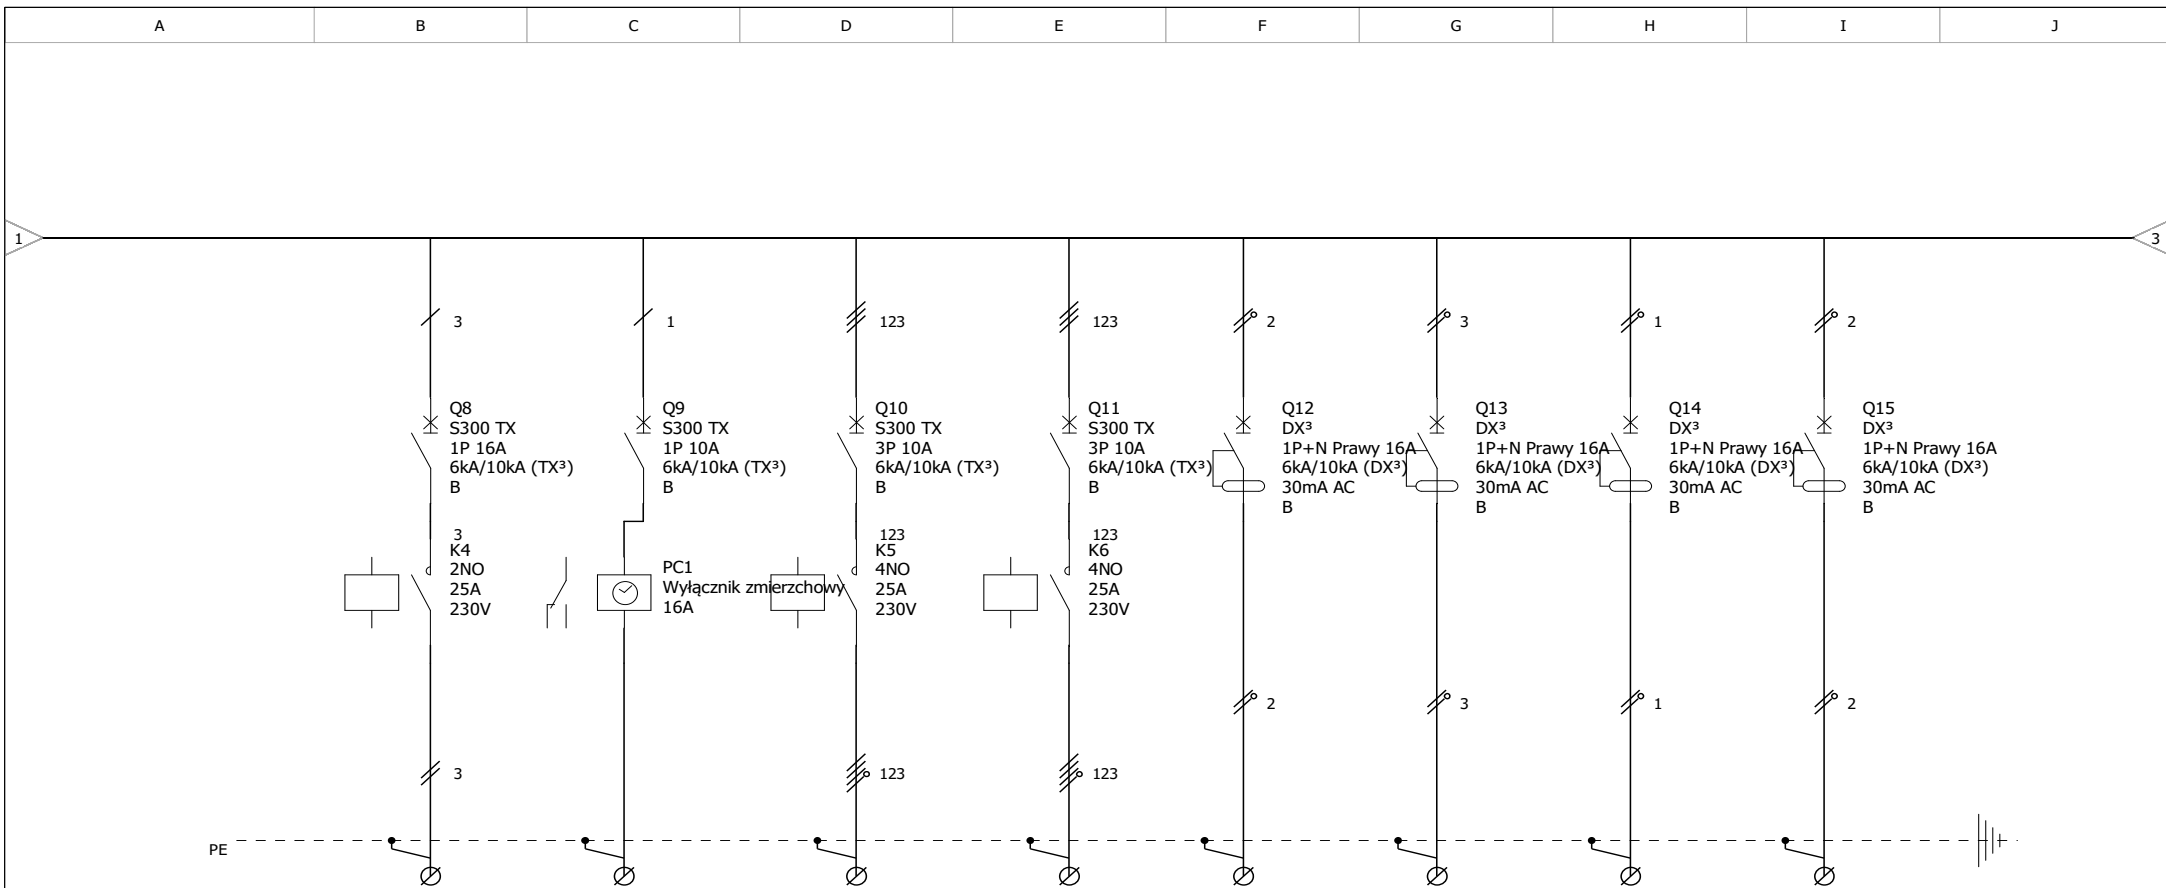 A B C D E F G H I J
1 3
3 1 123 123 2 3 1 2
Q8
S300 TX
1P 16A
6kA/10kA (TX³)
B
Q9
S300 TX
1P 10A
6kA/10kA (TX³)
B
Q10
S300 TX
3P 10A
6kA/10kA (TX³)
B
Q11
S300 TX
3P 10A
6kA/10kA (TX³)
B
Q12
DX³
1P+N Prawy 16A
6kA/10kA (DX³)
30mA AC
B
Q13
DX³
1P+N Prawy 16A
6kA/10kA (DX³)
30mA AC
B
Q14
DX³
1P+N Prawy 16A
6kA/10kA (DX³)
30mA AC
B
Q15
DX³
1P+N Prawy 16A
6kA/10kA (DX³)
30mA AC
B
3
K4
2NO
25A
230V
PC1
Wyłącznik zmierzchowy
16A
123
K5
4NO
25A
230V
123
K6
4NO
25A
230V
2 3 1 2
3 123 123
PE